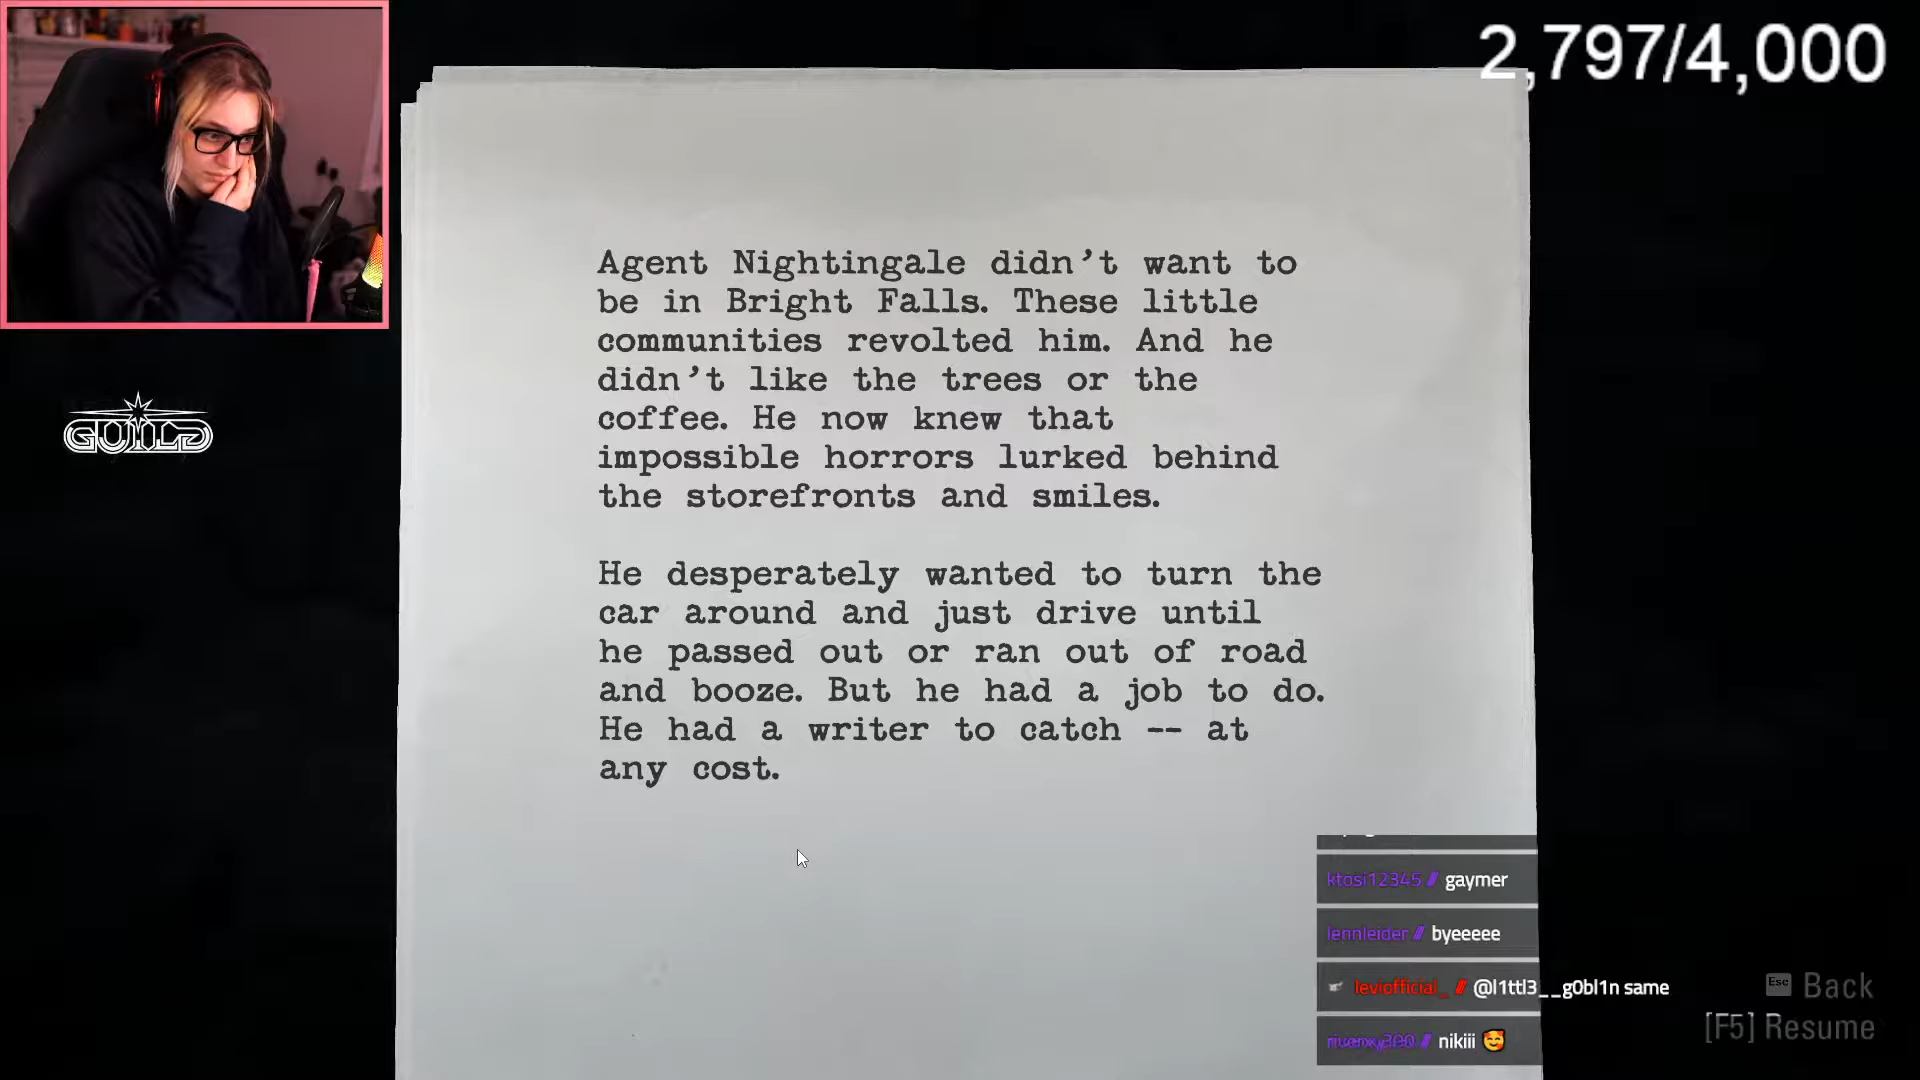 2,797/4,000
Agent Nightingale didn’t want to
be in Bright Falls. These little
communities revolted him. And he
didn’t like the trees or the
coffee. He now knew that
impossible horrors lurked behind
the storefronts and smiles.
He desperately wanted to turn the
car around and just drive until
he passed out or ran out of road
and booze. But he had a job to do.
He had a writer to catch -- at
any cost.
GUILD
ktosi12345 // gaymer
lennleider // byeeeee
leviofficial_ // @l1ttl3__g0bl1n same
// nikiii 🥰
Esc Back
[F5] Resume